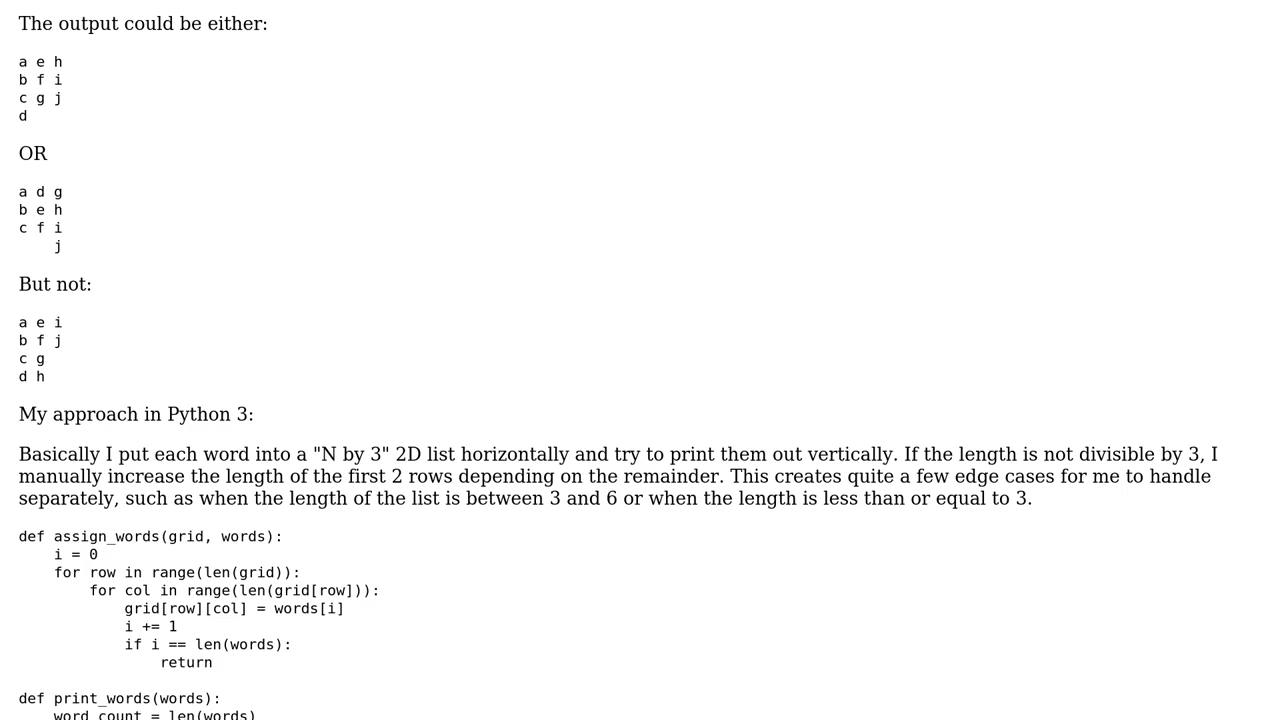 The output could be either:
a e h
b f i
c g j
d
OR
a d g
b e h
c f i
    j
But not:
a e i
b f j
c g
d h
My approach in Python 3:
Basically I put each word into a "N by 3" 2D list horizontally and try to print them out vertically. If the length is not divisible by 3, I
manually increase the length of the first 2 rows depending on the remainder. This creates quite a few edge cases for me to handle
separately, such as when the length of the list is between 3 and 6 or when the length is less than or equal to 3.
def assign_words(grid, words):
    i = 0
    for row in range(len(grid)):
        for col in range(len(grid[row])):
            grid[row][col] = words[i]
            i += 1
            if i == len(words):
                return
def print_words(words):
    word_count = len(words)